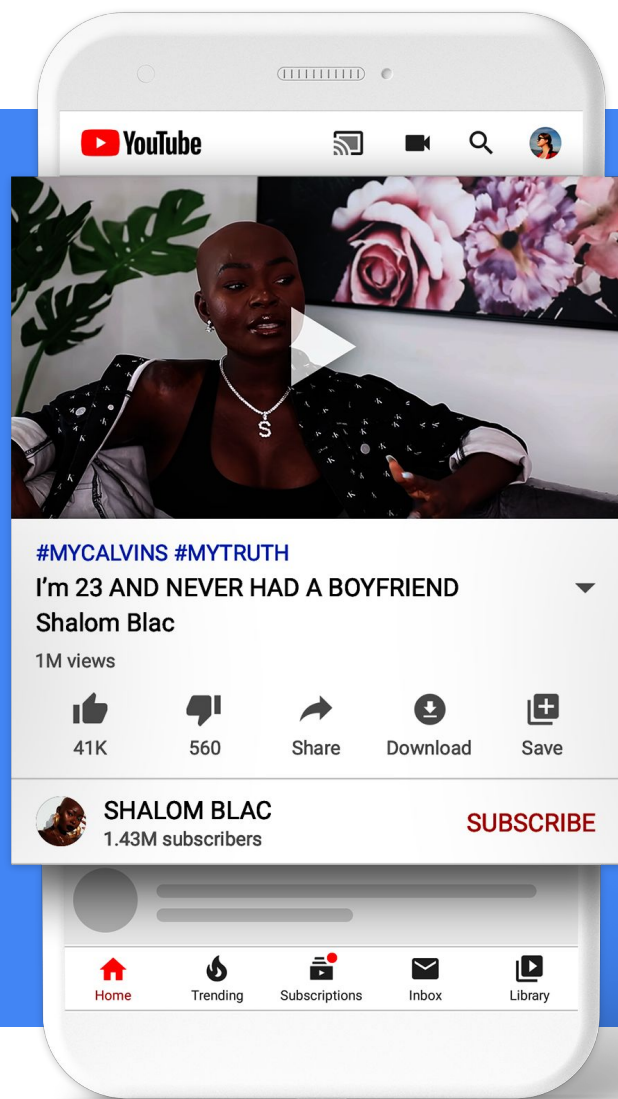 YouTube
S
#MYCALVINS #MYTRUTH
I'm 23 AND NEVER HAD A BOYFRIEND
Shalom Blac
1M views
41K
560
Share
Download
Save
SHALOM BLAC
1.43M subscribers
SUBSCRIBE
Home
Trending
Subscriptions
Inbox
Library